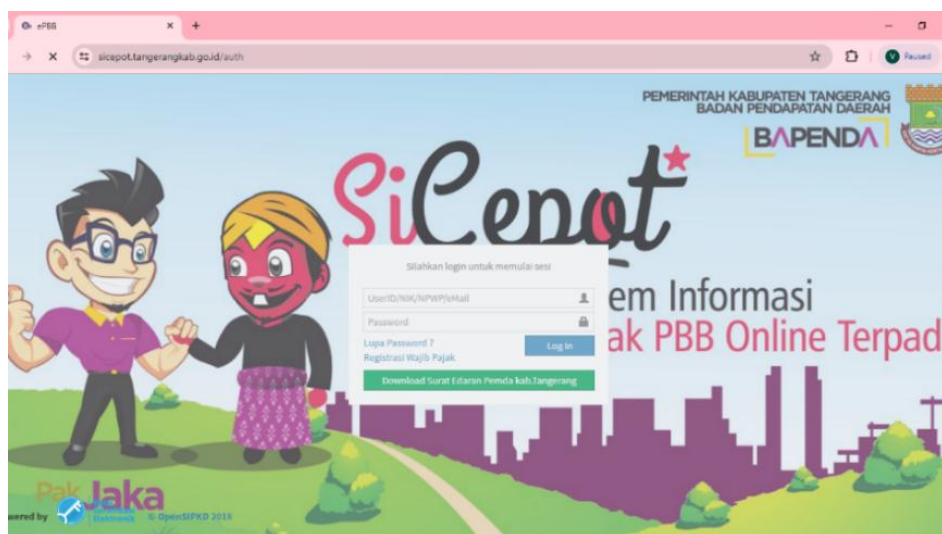 ePBB
sicepot.tangerangkab.go.id/auth
Paused
PEMERINTAH KABUPATEN TANGERANG
BADAN PENDAPATAN DAERAH
BAPENDA
SiCepot
Silahkan login untuk memulai sesi
UserID/NIK/NPWP/eMail
Password
Lupa Password ?
Log In
Registrasi Wajib Pajak
Download Surat Edaran Pemda kab.Tangerang
em Informasi
ak PBB Online Terpad
Pak Jaka
wered by
© OpenSIPKD 2018